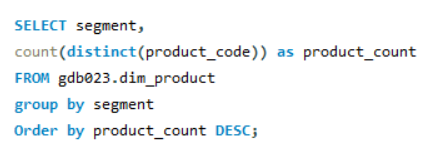 SELECT segment,
count(distinct(product_code)) as product_count
FROM gdb023.dim_product
group by segment
Order by product_count DESC;